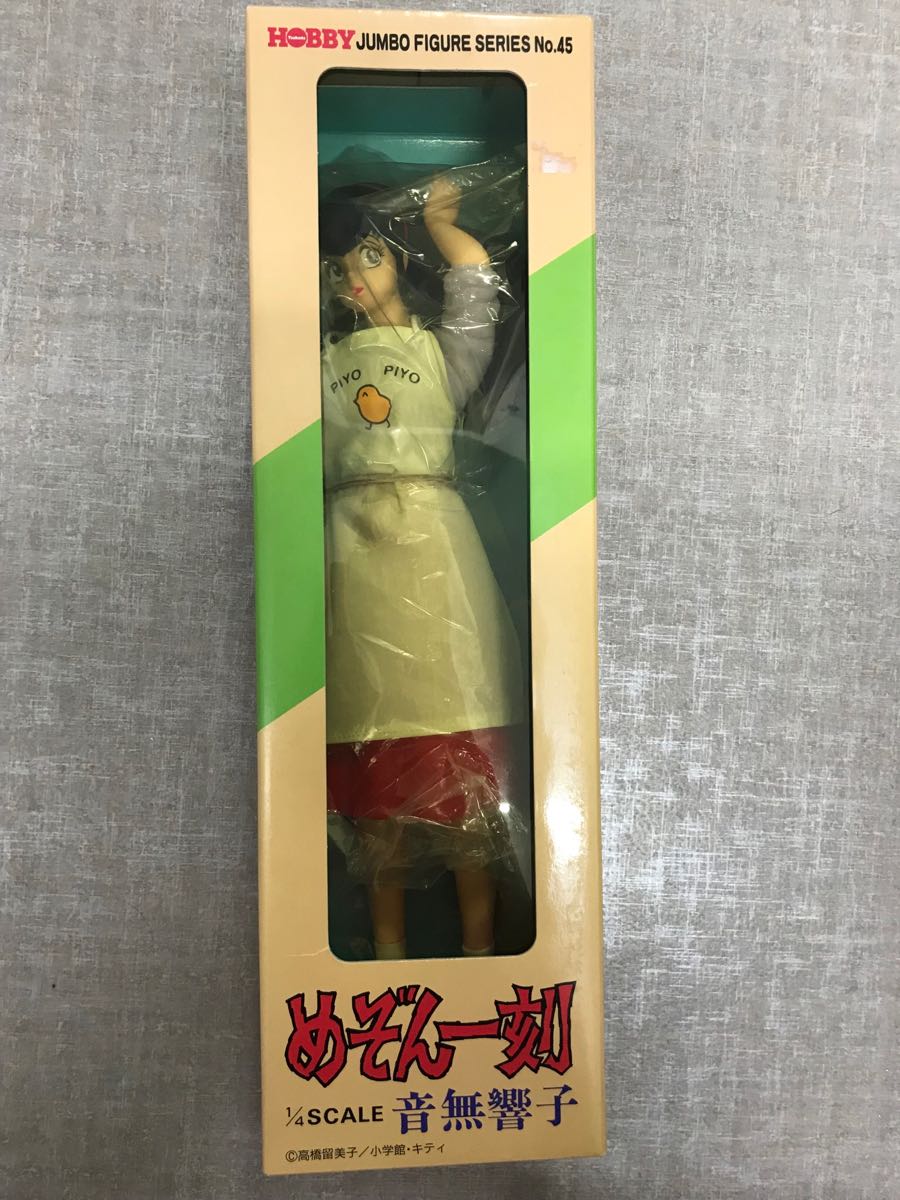 HOBBY JUMBO FIGURE SERIES No.45
PIYO PIYO
めぞん一刻
1/4 SCALE 音無響子
©高橋留美子/小学館・キティ